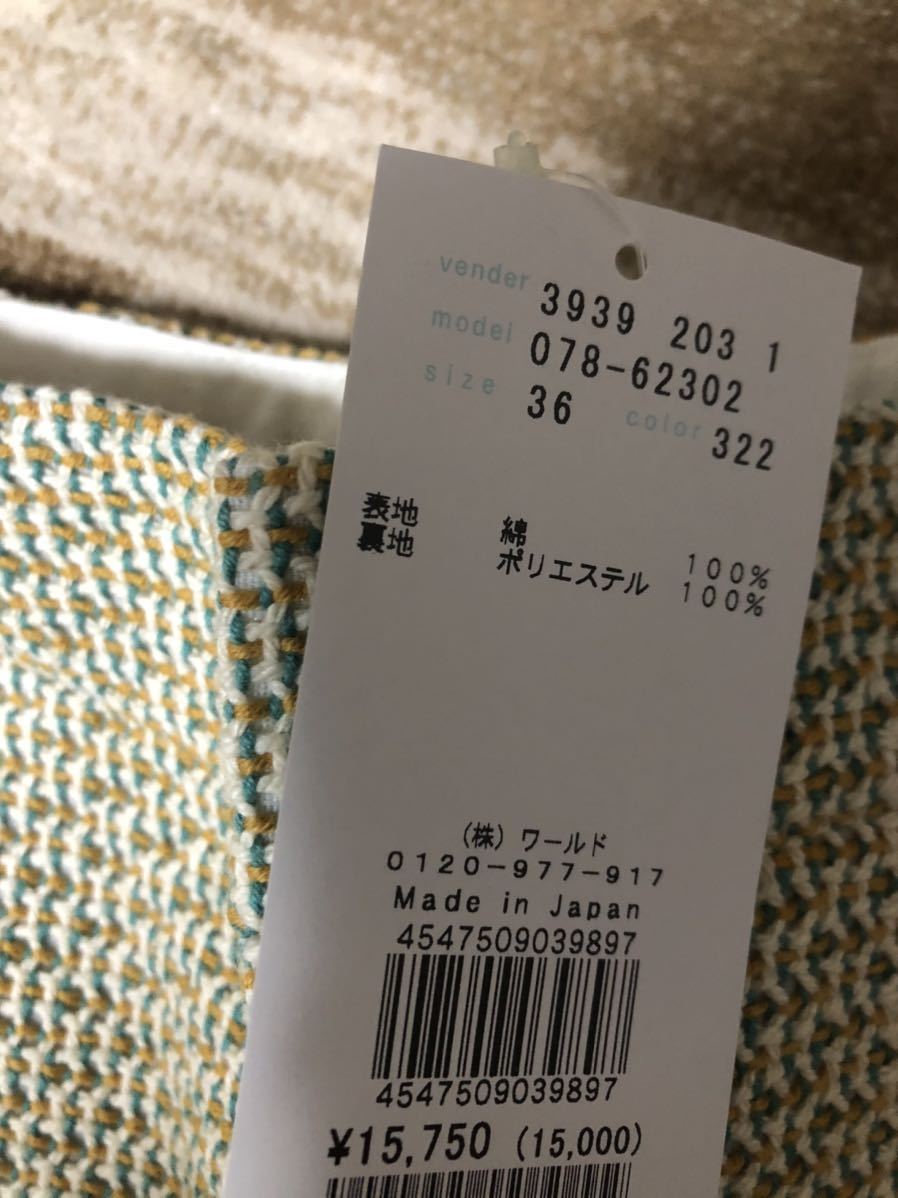 vender 3939 203 1
model 078-62302
size 36 color 322
表地 綿 100%
裏地 ポリエステル 100%
(株) ワールド
0120-977-917
Made in Japan
4547509039897
4547509039897
¥15,750 (15,000)